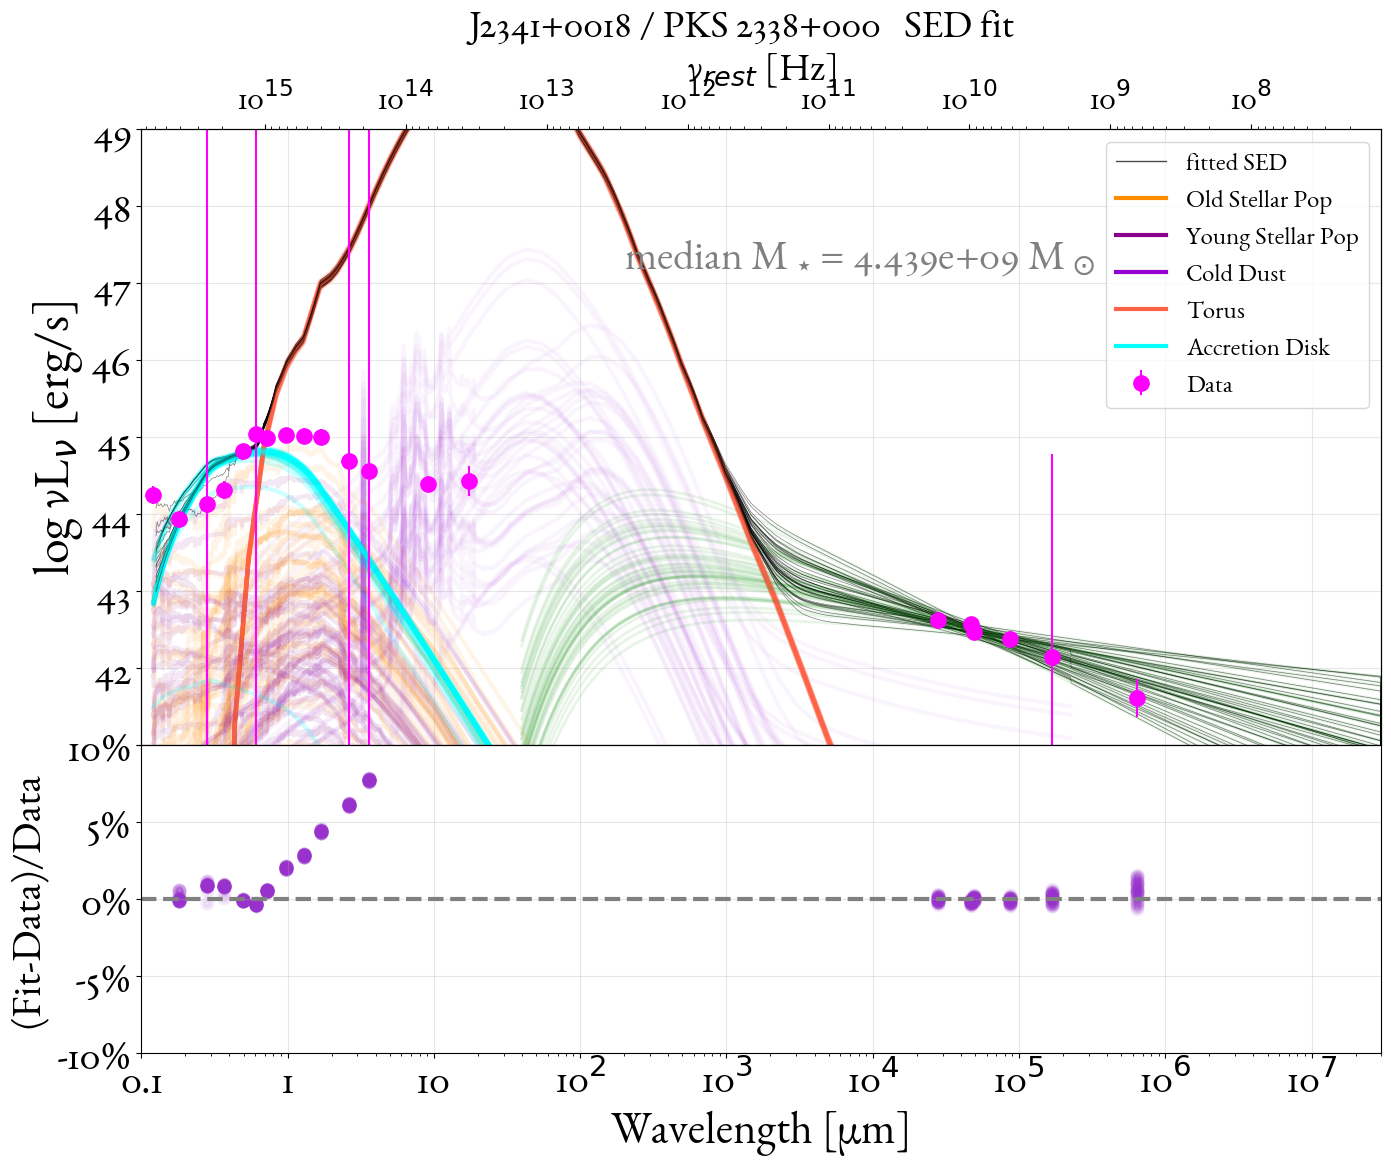 J2341+0018 / PKS 2338+000 SED fit
ν_rest [Hz]
10^15 10^14 10^13 10^12 10^11 10^10 10^9 10^8
log νL_ν [erg/s]
49
48
47
46
45
44
43
42
median M ⋆ = 4.439e+09 M ⊙
fitted SED
Old Stellar Pop
Young Stellar Pop
Cold Dust
Torus
Accretion Disk
Data
(Fit-Data)/Data
10%
5%
0%
-5%
-10%
0.1 1 10 10^2 10^3 10^4 10^5 10^6 10^7
Wavelength [μm]